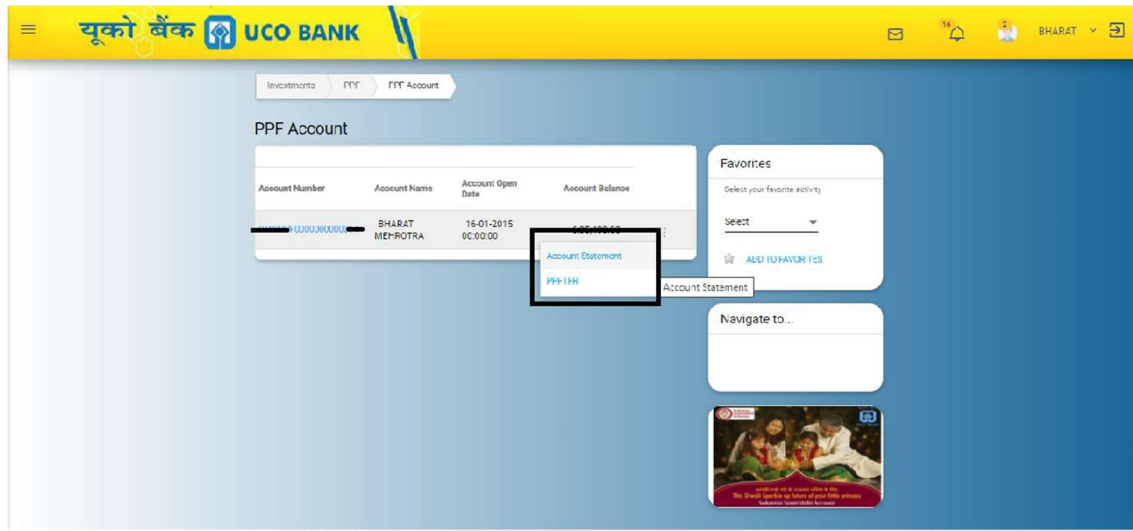 यूको बैंक UCO BANK
16
2
BHARAT
Investments PPF PPF Account
PPF Account
Account Number Account Name Account Open Date Account Balance
BHARAT MEHROTRA 16-01-2015 00:00:00
Account Statement
Account Statement
Favorites
Select your favorite activity
Select
ADD TO FAVORITES
Navigate to...
This Diwali Sparkle up future of your little princess
Sukanya Samriddhi Account